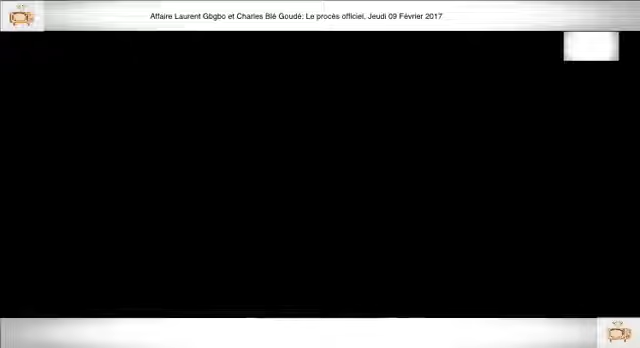 Affaire Laurent Gbgbo et Charles Blé Goudé: Le procès officiel, Jeudi 09 Février 2017